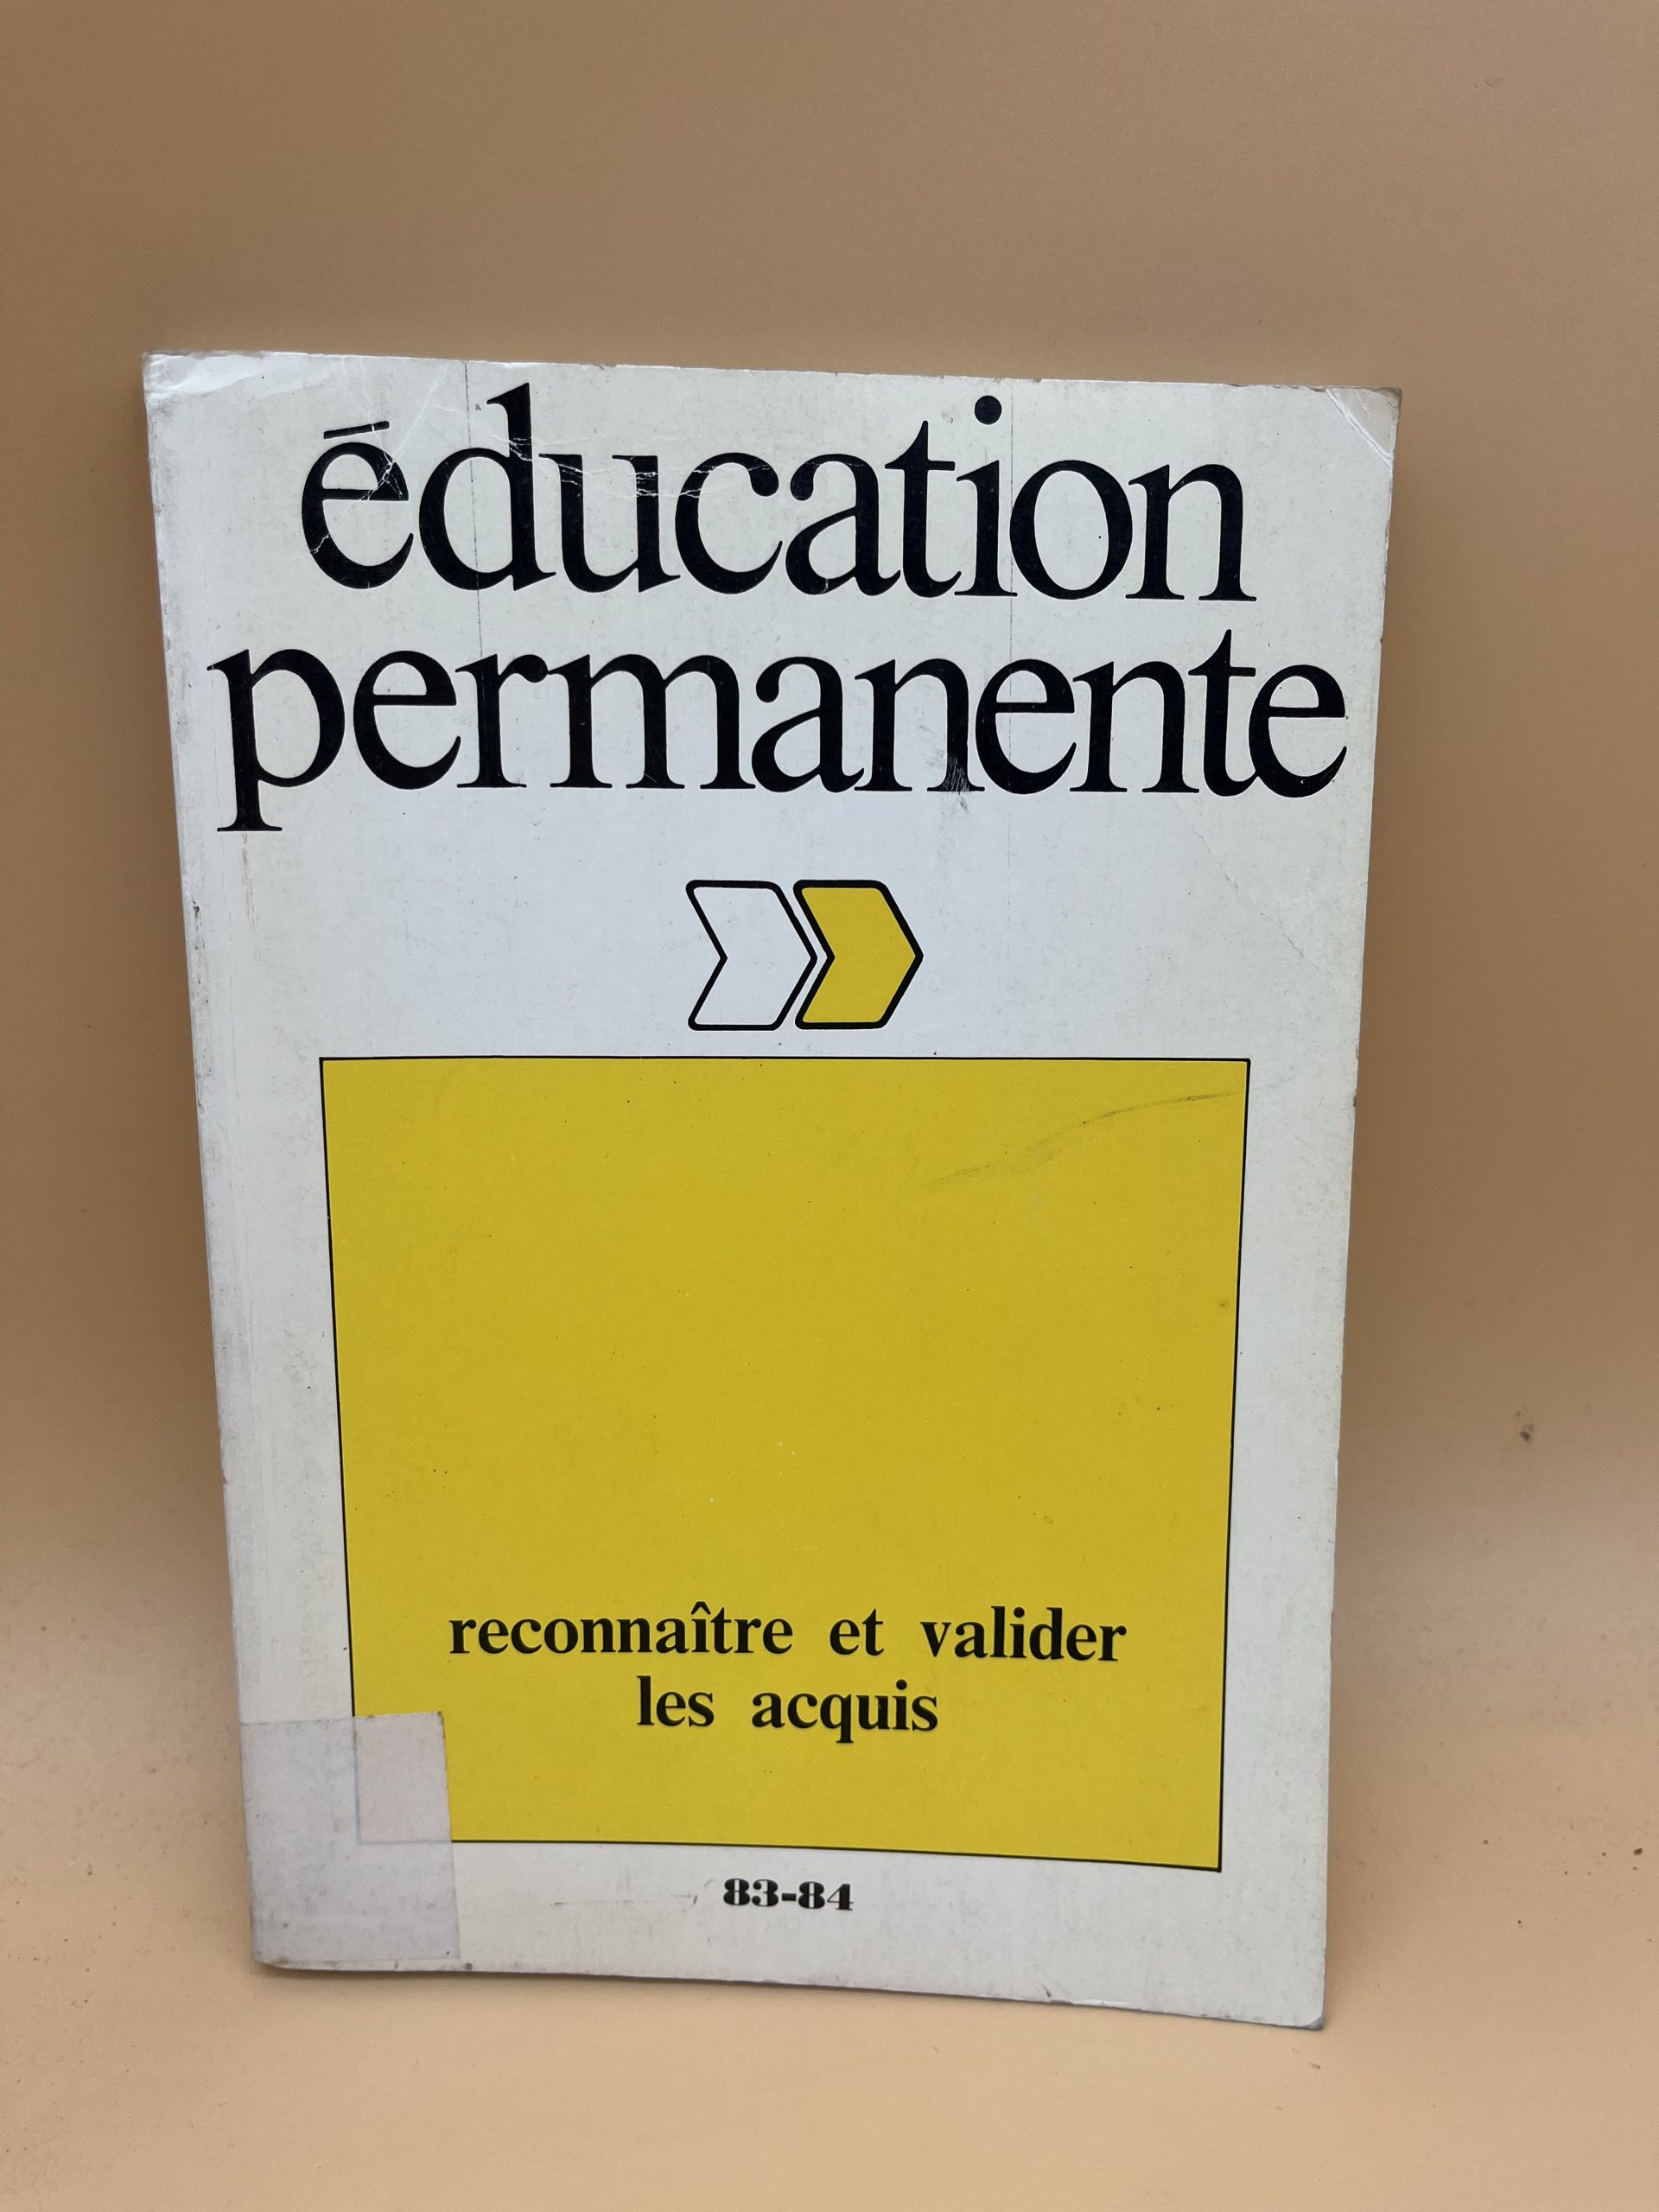 éducation
permanente
reconnaître et valider
les acquis
83-84